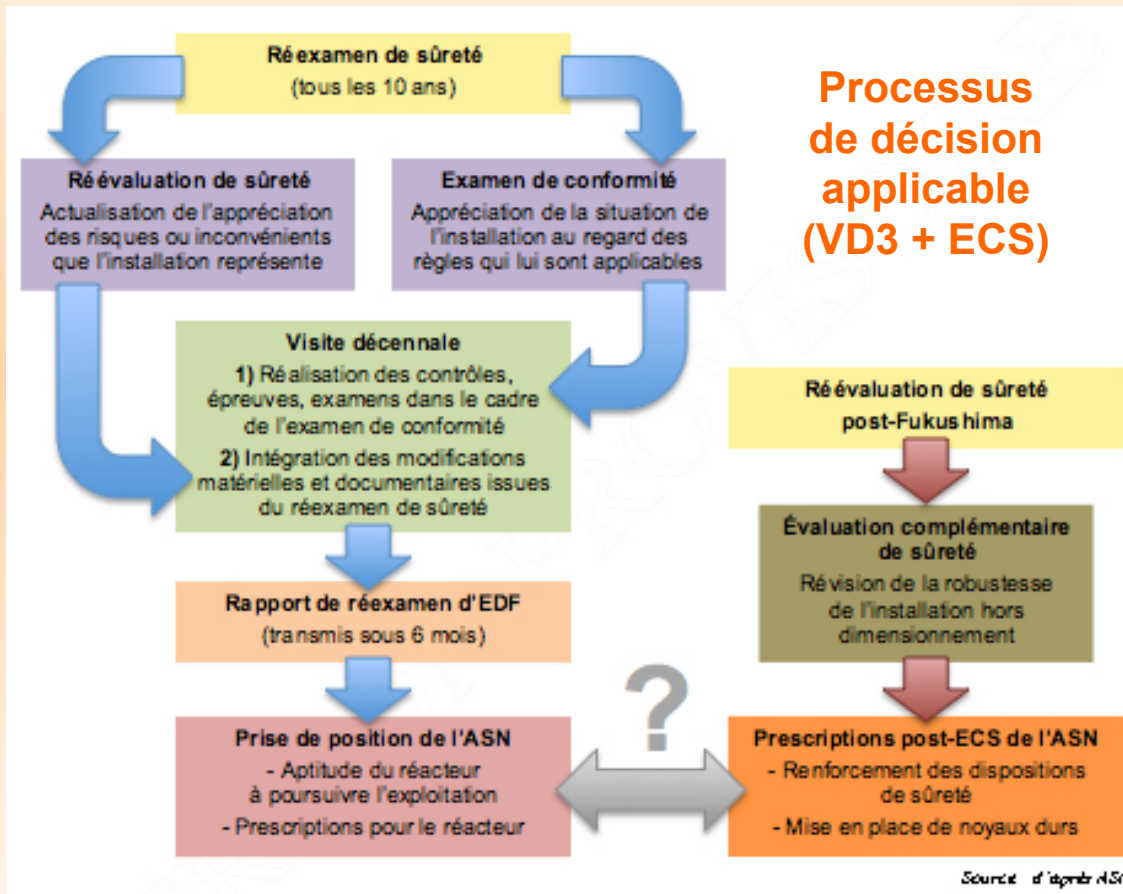 Réexamen de sûreté
(tous les 10 ans)
Processus
de décision
applicable
(VD3 + ECS)
Réévaluation de sûreté
Actualisation de l'appréciation
des risques ou inconvénients
que l'installation représente
Examen de conformité
Appréciation de la situation de
l'installation au regard des
règles qui lui sont applicables
Visite décennale
1) Réalisation des contrôles,
épreuves, examens dans le cadre
de l'examen de conformité
2) Intégration des modifications
matérielles et documentaires issues
du réexamen de sûreté
Réévaluation de sûreté
post-Fukushima
Évaluation complémentaire
de sûreté
Révision de la robustesse
de l'installation hors
dimensionnement
Rapport de réexamen d'EDF
(transmis sous 6 mois)
?
Prise de position de l'ASN
- Aptitude du réacteur
à poursuivre l'exploitation
- Prescriptions pour le réacteur
Prescriptions post-ECS de l'ASN
- Renforcement des dispositions
de sûreté
- Mise en place de noyaux durs
Source d'après ASN